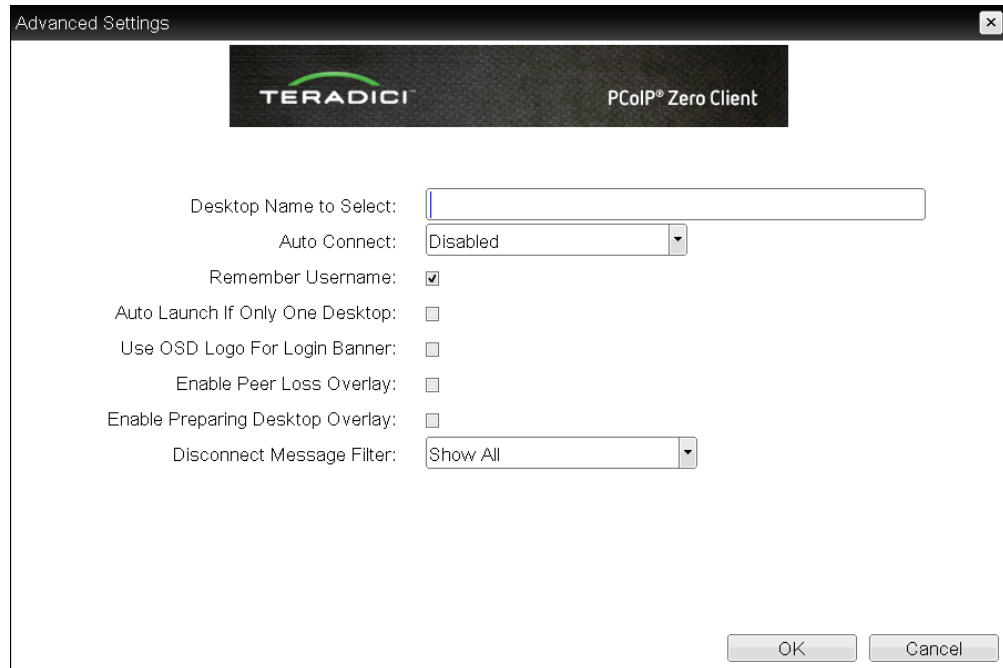 Advanced Settings
TERADICI™ PCoIP® Zero Client
Desktop Name to Select:
Auto Connect: Disabled
Remember Username:
Auto Launch If Only One Desktop:
Use OSD Logo For Login Banner:
Enable Peer Loss Overlay:
Enable Preparing Desktop Overlay:
Disconnect Message Filter: Show All
OK Cancel